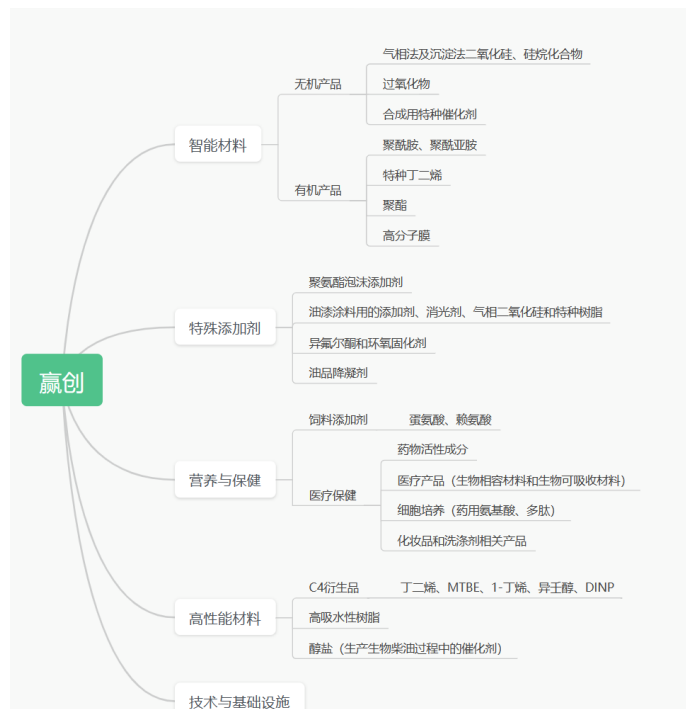 气相法及沉淀法二氧化硅、硅烷化合物
无机产品
过氧化物
合成用特种催化剂
智能材料
聚酰胺、聚酰亚胺
特种丁二烯
有机产品
聚酯
高分子膜
聚氨酯泡沫添加剂
油漆涂料用的添加剂、消光剂、气相二氧化硅和特种树脂
特殊添加剂
异氟尔酮和环氧固化剂
油品降凝剂
赢创
饲料添加剂
蛋氨酸、赖氨酸
药物活性成分
营养与保健
医疗产品（生物相容材料和生物可吸收材料）
医疗保健
细胞培养（药用氨基酸、多肽）
化妆品和洗涤剂相关产品
C4衍生品
丁二烯、MTBE、1-丁烯、异壬醇、DINP
高性能材料
高吸水性树脂
醇盐（生产生物柴油过程中的催化剂）
技术与基础设施